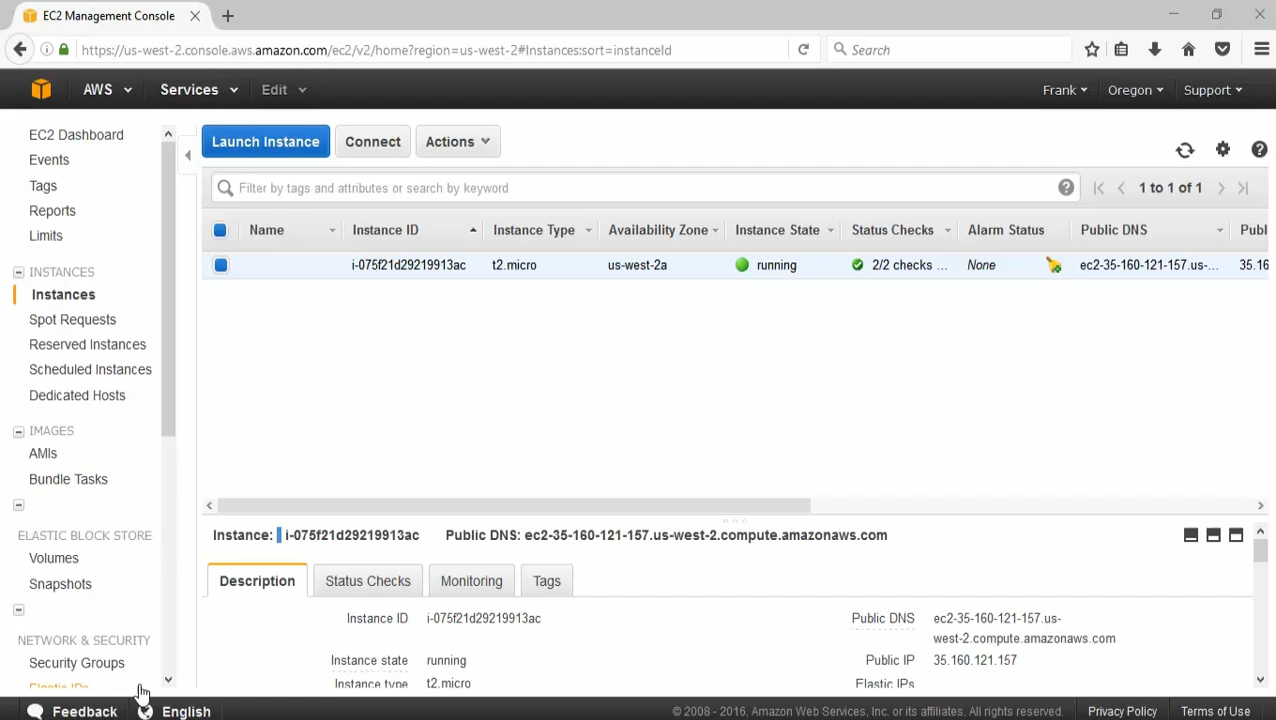 EC2 Management Console
https://us-west-2.console.aws.amazon.com/ec2/v2/home?region=us-west-2#Instances:sort=instanceId
Search
AWS
Services
Edit
Frank
Oregon
Support
EC2 Dashboard
Events
Tags
Reports
Limits
INSTANCES
Instances
Spot Requests
Reserved Instances
Scheduled Instances
Dedicated Hosts
IMAGES
AMIs
Bundle Tasks
ELASTIC BLOCK STORE
Volumes
Snapshots
NETWORK & SECURITY
Security Groups
Elastic IPs
Launch Instance
Connect
Actions
Filter by tags and attributes or search by keyword
1 to 1 of 1
Name Instance ID Instance Type Availability Zone Instance State Status Checks Alarm Status Public DNS Publ
i-075f21d29219913ac t2.micro us-west-2a running 2/2 checks ... None ec2-35-160-121-157.us-... 35.16
Instance: i-075f21d29219913ac Public DNS: ec2-35-160-121-157.us-west-2.compute.amazonaws.com
Description Status Checks Monitoring Tags
Instance ID i-075f21d29219913ac
Instance state running
Instance type t2.micro
Public DNS ec2-35-160-121-157.us-
west-2.compute.amazonaws.com
Public IP 35.160.121.157
Elastic IPs
Feedback
English
© 2008 - 2016, Amazon Web Services, Inc. or its affiliates. All rights reserved.
Privacy Policy
Terms of Use